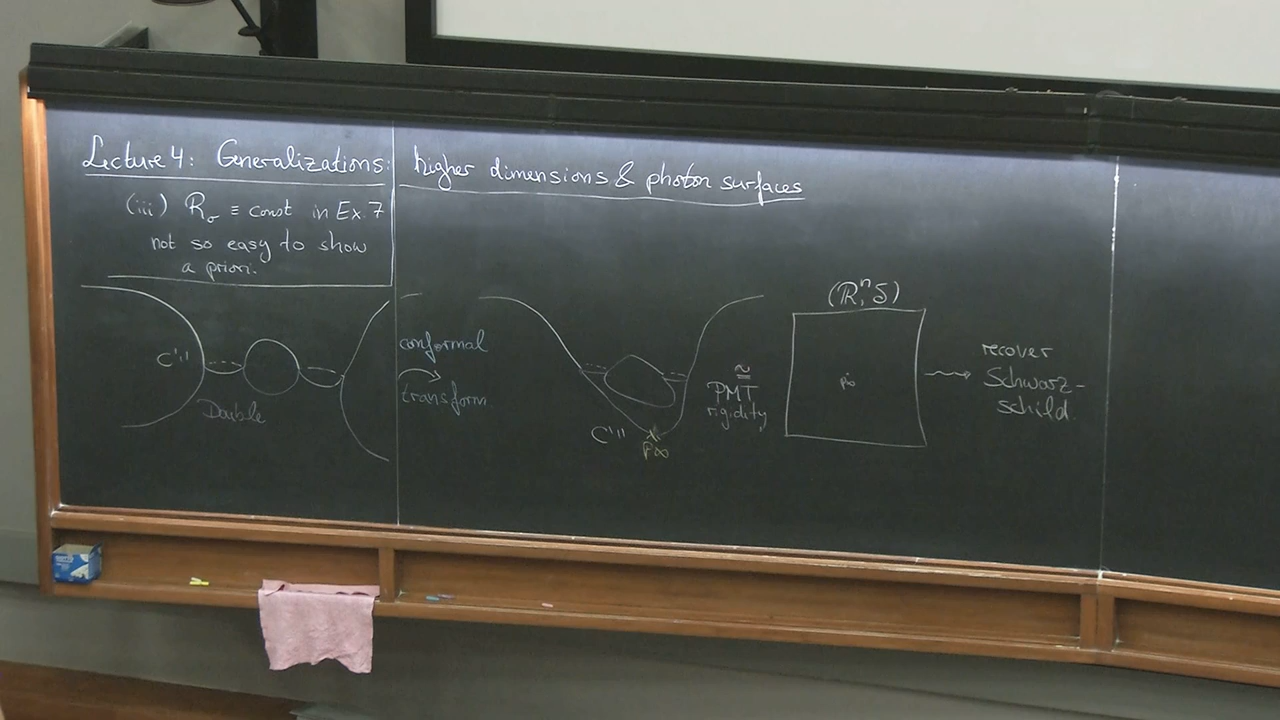 Lecture 4: Generalizations: higher dimensions & photon surfaces
(iii) R_σ ≡ const in Ex. 7
not so easy to show
a priori.
C^{1,1}
Double
conformal
transform.
C^{1,1}
p∞
≅
PMT
rigidity
(ℝⁿ, δ)
p∞
recover
Schwarz-
schild.